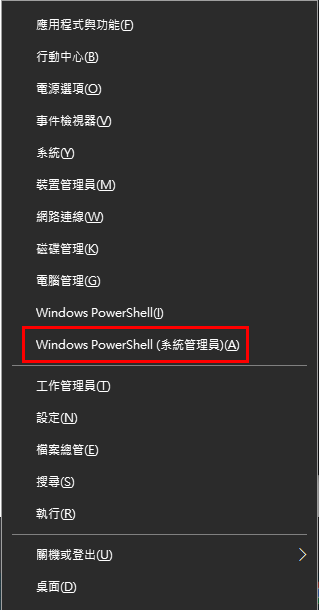 應用程式與功能(F)
行動中心(B)
電源選項(O)
事件檢視器(V)
系統(Y)
裝置管理員(M)
網路連線(W)
磁碟管理(K)
電腦管理(G)
Windows PowerShell(I)
Windows PowerShell (系統管理員)(A)
工作管理員(T)
設定(N)
檔案總管(E)
搜尋(S)
執行(R)
關機或登出(U)
桌面(D)